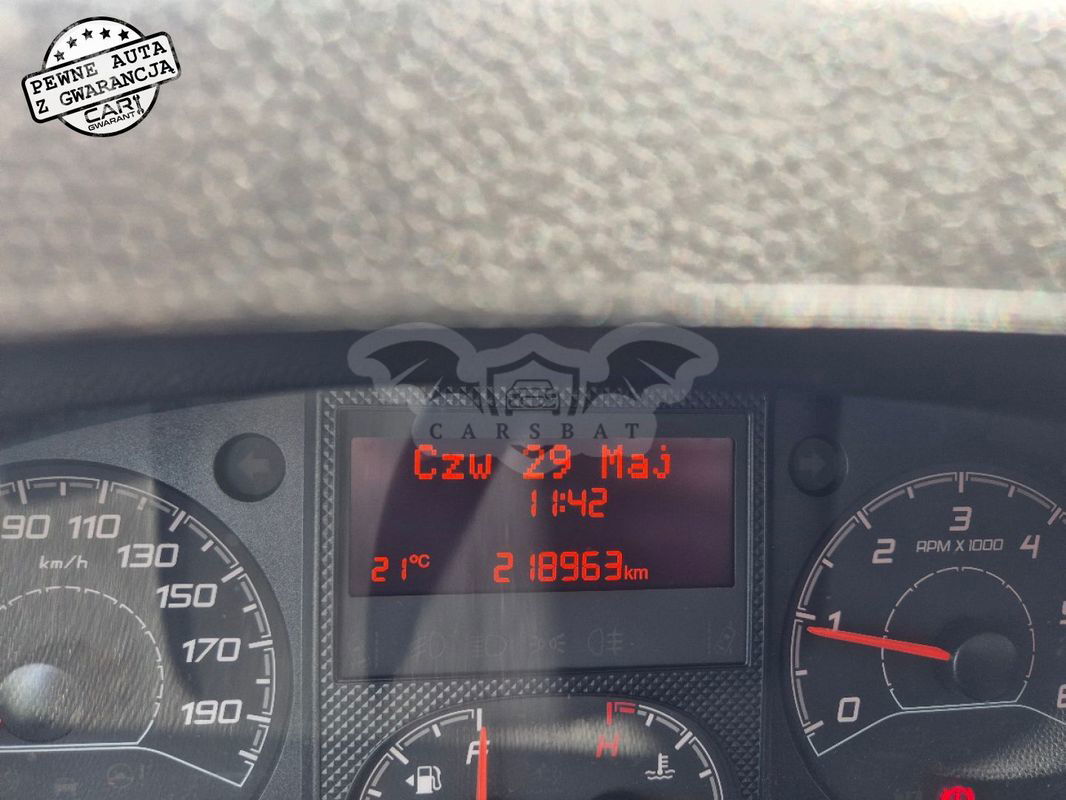 PEWNE AUTA
Z GWARANCJĄ
CAR
GWARANT
CARSBAT
Czw 29 Maj
11:42
21°C 218963km
90 110
km/h
130
150
170
190
3
2 4
RPM X 1000
1
0
F
H